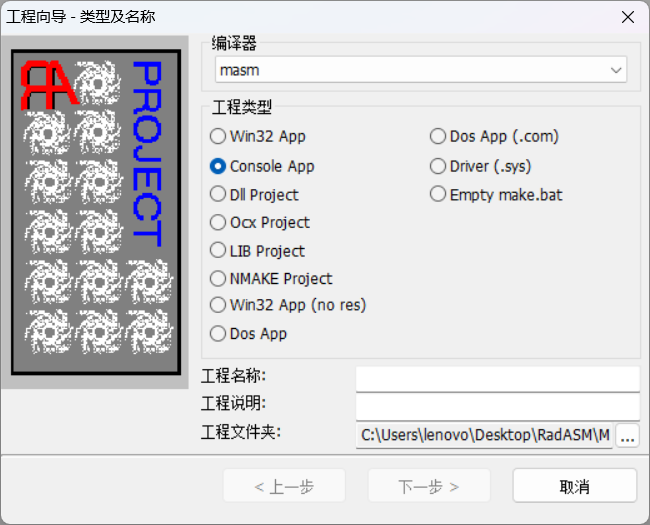 工程向导 - 类型及名称
RA
PROJECT
编译器
masm
工程类型
Win32 App
Dos App (.com)
Console App
Driver (.sys)
Dll Project
Empty make.bat
Ocx Project
LIB Project
NMAKE Project
Win32 App (no res)
Dos App
工程名称:
工程说明:
工程文件夹:
C:\Users\lenovo\Desktop\RadASM\M
...
< 上一步
下一步 >
取消